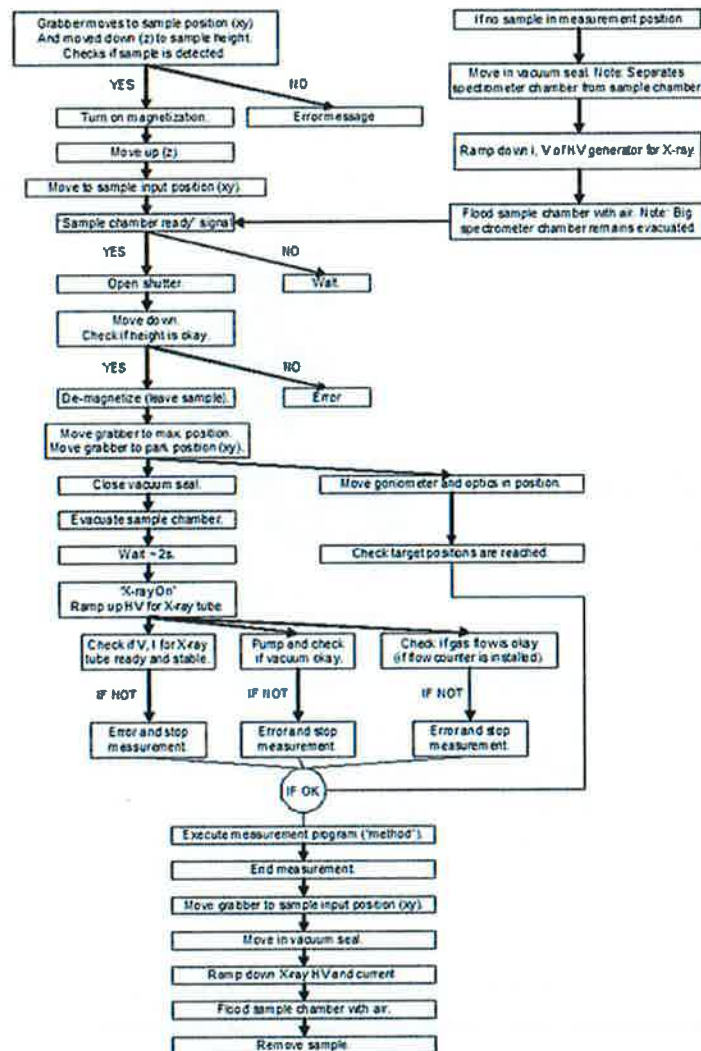 Grabber moves to sample position (xy)
And moved down (z) to sample height.
Checks if sample is detected
If no sample in measurement position
YES
NO
Move in vacuum seal. Note: Separates
spectrometer chamber from sample chamber
Turn on magnetization.
Error message
Move up (z)
Ramp down I, V of HV generator for X-ray.
Move to sample input position (xy)
"Sample chamber ready" signal
Flood sample chamber with air. Note: Big
spectrometer chamber remains evacuated
YES
NO
Open shutter.
Wait.
Move down.
Check if height is okay.
YES
NO
De-magnetize (leave sample).
Error
Move grabber to max. position.
Move grabber to park position (xy).
Close vacuum seal.
Move goniometer and optics in position.
Evacuate sample chamber.
Wait ~2s.
Check target positions are reached
"X-ray On"
Ramp up HV for X-ray tube
Check if V, I for X-ray
tube ready and stable.
Pump and check
if vacuum okay.
Check if gas flow is okay
(if flow counter is installed)
IF NOT
IF NOT
IF NOT
Error and stop
measurement
Error and stop
measurement.
Error and stop
measurement.
IF OK
Execute measurement program ("method").
End measurement.
Move grabber to sample input position (xy).
Move in vacuum seal.
Ramp down X-ray HV and current
Flood sample chamber with air.
Remove sample